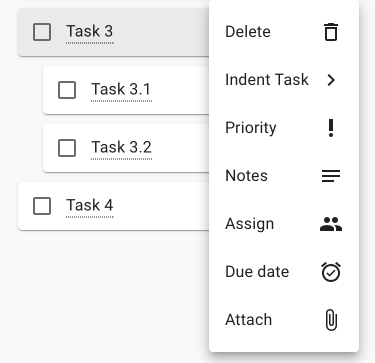 Task 3
Task 3.1
Task 3.2
Task 4
Delete
Indent Task
Priority
Notes
Assign
Due date
Attach